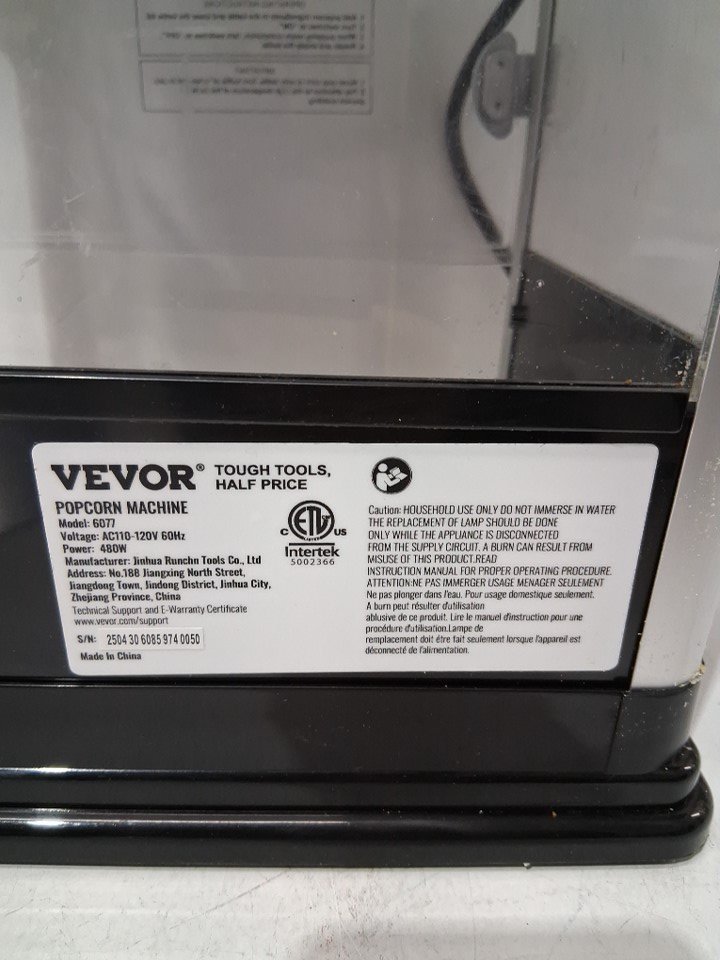 VEVOR® TOUGH TOOLS,
HALF PRICE
POPCORN MACHINE
Model: 6077
Voltage: AC110-120V 60Hz
Power: 480W
Manufacturer: Jinhua Runchn Tools Co., Ltd
Address: No.188 Jiangxing North Street,
Jiangdong Town, Jindong District, Jinhua City,
Zhejiang Province, China
Technical Support and E-Warranty Certificate
www.vevor.com/support
S/N: 2504 30 6085 974 0050
Made In China
C ETL US
Intertek
5002366
Caution: HOUSEHOLD USE ONLY DO NOT IMMERSE IN WATER
THE REPLACEMENT OF LAMP SHOULD BE DONE
ONLY WHILE THE APPLIANCE IS DISCONNECTED
FROM THE SUPPLY CIRCUIT. A BURN CAN RESULT FROM
MISUSE OF THIS PRODUCT.READ
INSTRUCTION MANUAL FOR PROPER OPERATING PROCEDURE.
ATTENTION:NE PAS IMMERGER USAGE MENAGER SEULEMENT
Ne pas plonger dans l'eau. Pour usage domestique seulement.
A burn peut résulter d'utilisation
ablusive de ce produit. Lire le manuel d'instruction pour une
procédure d'utilisation.Lampe de
remplacement doit être fait seulement lorsque l'appareil est
déconnecté de l'alimentation.